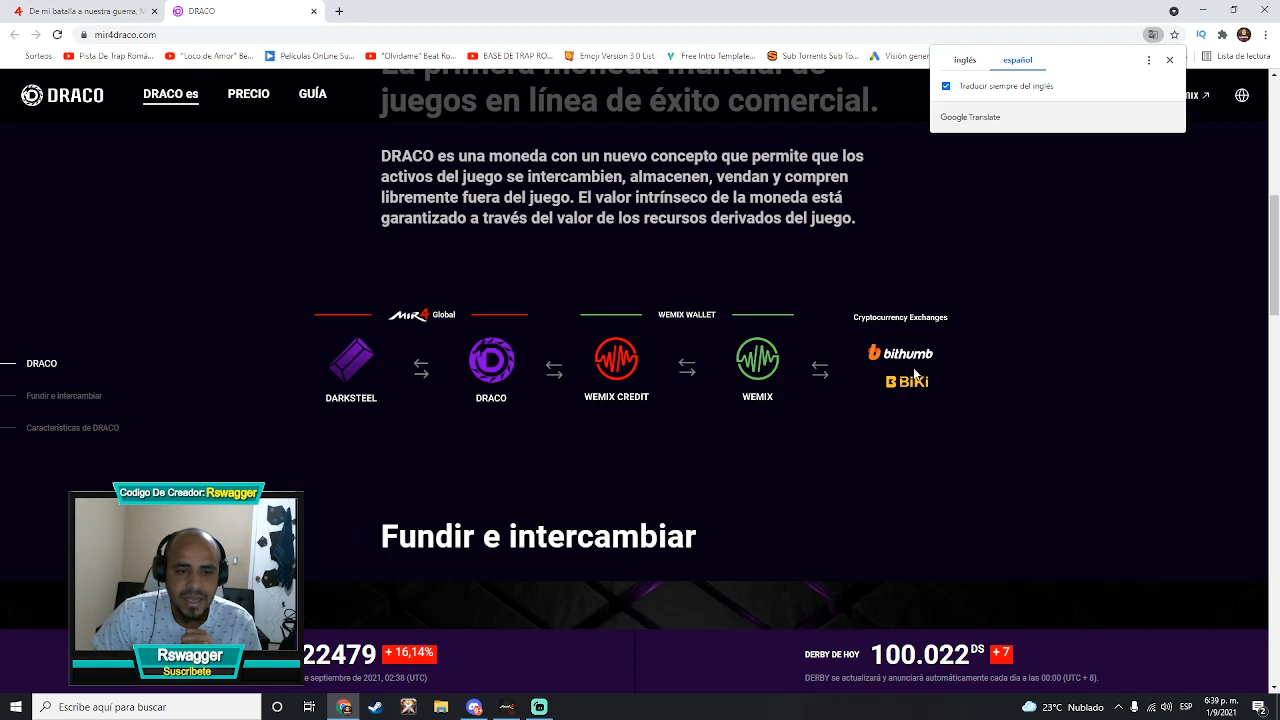 De mi batalla a nuestra guerra, M
DRACO
mir4draco.com
Sorteos
"Loco de Amor" Be...
Películas Online Su...
"Olvidame" Beat Ro...
BASE DE TRAP RO...
Emoji Version 3.0 List
Free Intro Template...
Sub Torrents Sub To...
Visión gener
Lista de lectura
inglés
español
Traducir siempre del inglés
Google Translate
La primera moneda mundial de
DRACO
DRACO es
PRECIO
GUÍA
juegos en línea de éxito comercial.
DRACO es una moneda con un nuevo concepto que permite que los
activos del juego se intercambien, almacenen, vendan y compren
libremente fuera del juego. El valor intrínseco de la moneda está
garantizado a través del valor de los recursos derivados del juego.
MIR4 Global
WEMIX WALLET
Cryptocurrency Exchanges
bithumb
BiKi
DARKSTEEL
DRACO
WEMIX CREDIT
WEMIX
DRACO
Fundir e intercambiar
Características de DRACO
Fundir e intercambiar
Codigo De Creador: Rswagger
Rswagger
Suscribete
22479
+ 16,14%
e septiembre de 2021, 02:38 (UTC)
DERBY DE HOY
100.022 DS
+ 7
DERBY se actualizará y anunciará automáticamente cada día a las 00:00 (UTC + 8).
Escribe aquí para buscar
23°C Nublado
ESP
6:39 p. m.
1/9/2021